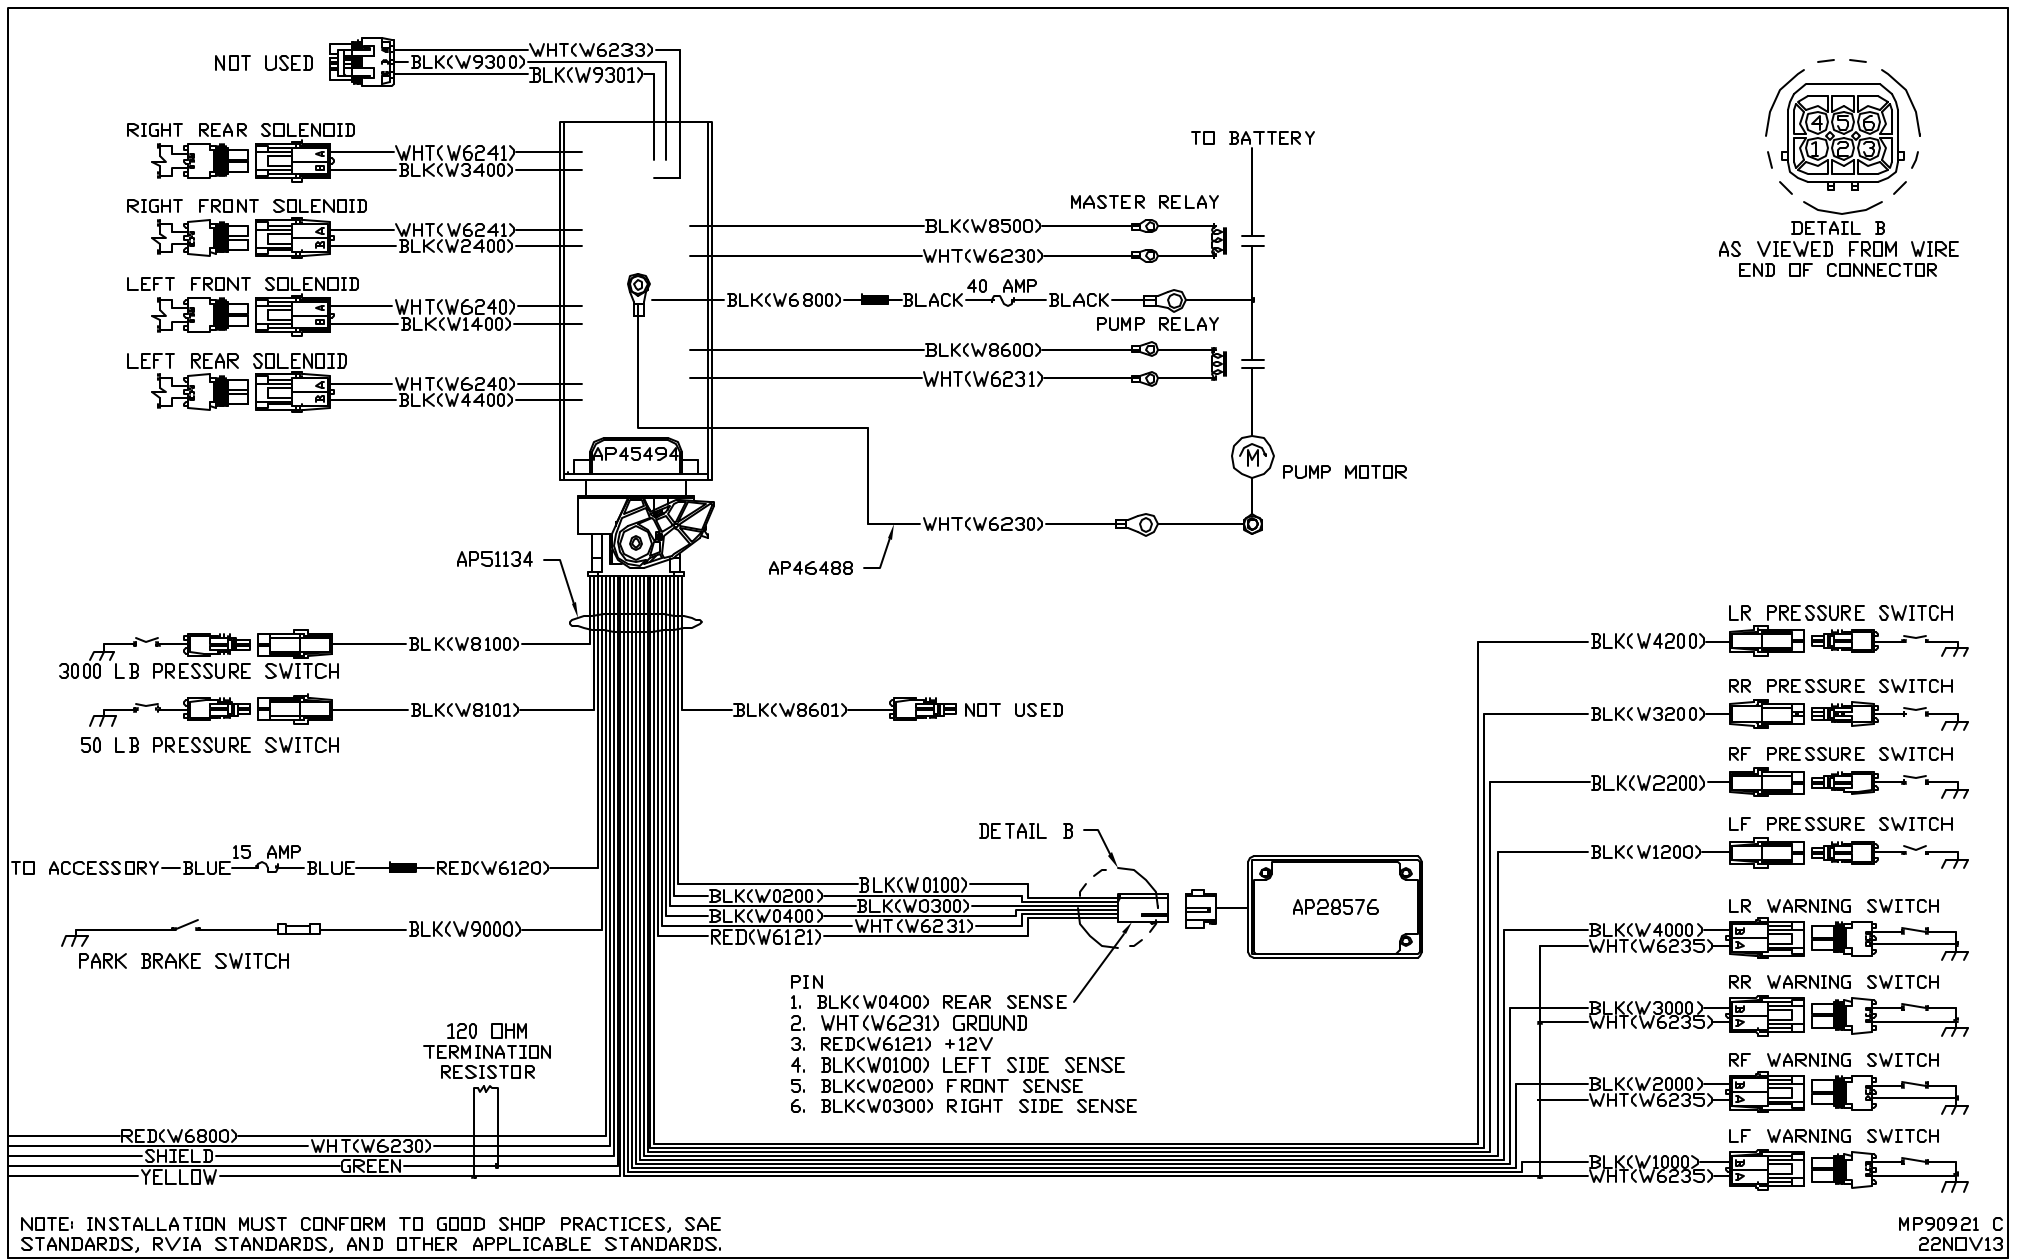 NOT USED
WHT(W6233)
BLK(W9300)
BLK(W9301)
RIGHT REAR SOLENOID
A
B
WHT(W6241)
BLK(W3400)
RIGHT FRONT SOLENOID
A
B
WHT(W6241)
BLK(W2400)
LEFT FRONT SOLENOID
A
B
WHT(W6240)
BLK(W1400)
LEFT REAR SOLENOID
A
B
WHT(W6240)
BLK(W4400)
AP45494
TO BATTERY
MASTER RELAY
BLK(W8500)
WHT(W6230)
40 AMP
BLK(W6800) BLACK BLACK
PUMP RELAY
BLK(W8600)
WHT(W6231)
M
PUMP MOTOR
WHT(W6230)
AP46488
4 5 6
1 2 3
DETAIL B
AS VIEWED FROM WIRE
END OF CONNECTOR
AP51134
BLK(W8100)
3000 LB PRESSURE SWITCH
BLK(W8101)
50 LB PRESSURE SWITCH
BLK(W8601) NOT USED
15 AMP
TO ACCESSORY BLUE BLUE RED(W6120)
BLK(W9000)
PARK BRAKE SWITCH
DETAIL B
BLK(W0100)
BLK(W0200)
BLK(W0300)
BLK(W0400)
WHT(W6231)
RED(W6121)
AP28576
PIN
1. BLK(W0400) REAR SENSE
2. WHT(W6231) GROUND
3. RED(W6121) +12V
4. BLK(W0100) LEFT SIDE SENSE
5. BLK(W0200) FRONT SENSE
6. BLK(W0300) RIGHT SIDE SENSE
120 OHM
TERMINATION
RESISTOR
RED(W6800)
WHT(W6230)
SHIELD
GREEN
YELLOW
LR PRESSURE SWITCH
BLK(W4200)
RR PRESSURE SWITCH
BLK(W3200)
RF PRESSURE SWITCH
BLK(W2200)
LF PRESSURE SWITCH
BLK(W1200)
LR WARNING SWITCH
BLK(W4000)
WHT(W6235)
B
A
RR WARNING SWITCH
BLK(W3000)
WHT(W6235)
B
A
RF WARNING SWITCH
BLK(W2000)
WHT(W6235)
B
A
LF WARNING SWITCH
BLK(W1000)
WHT(W6235)
B
A
NOTE: INSTALLATION MUST CONFORM TO GOOD SHOP PRACTICES, SAE
STANDARDS, RVIA STANDARDS, AND OTHER APPLICABLE STANDARDS.
MP90921 C
22NOV13